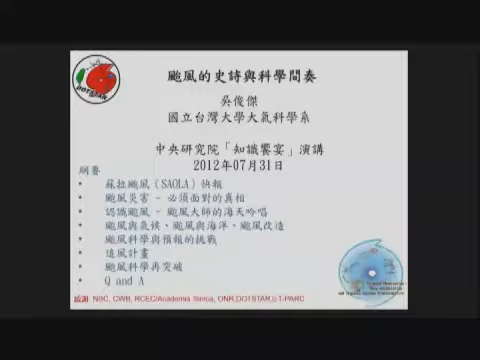 DOTSTAR
颱風的史詩與科學間奏
吳俊傑
國立台灣大學大氣科學系
中央研究院「知識饗宴」演講
2012年07月31日
綱要
• 蘇拉颱風（SAOLA）快報
• 颱風災害 - 必須面對的真相
• 認識颱風 - 颱風大師的海天吟唱
• 颱風與氣候、颱風與海洋、颱風改造
• 颱風科學與預報的挑戰
• 追風計畫
• 颱風科學再突破
• Q and A
感謝 NSC, CWB, RCEC/Academia Sinica, ONR,DOTSTAR及T-PARC